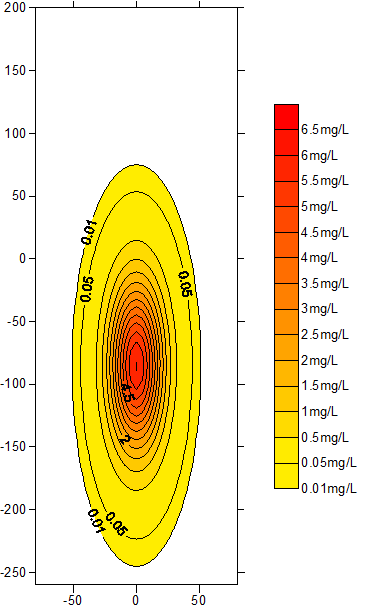 200
150
100
50
0
-50
-100
-150
-200
-250
-50 0 50
0.01
0.05
0.05
4.5
2
0.01
0.05
6.5mg/L
6mg/L
5.5mg/L
5mg/L
4.5mg/L
4mg/L
3.5mg/L
3mg/L
2.5mg/L
2mg/L
1.5mg/L
1mg/L
0.5mg/L
0.05mg/L
0.01mg/L